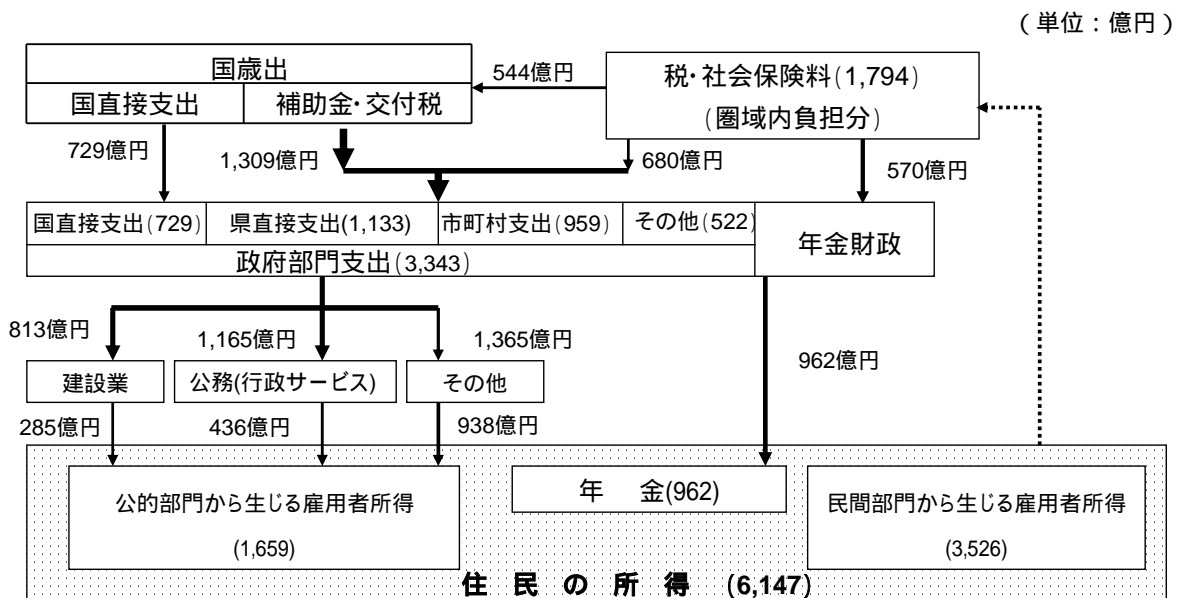 (単位:億円)
国歳出
国直接支出
補助金・交付税
544億円
税・社会保険料(1,794)
(圏域内負担分)
729億円
1,309億円
680億円
570億円
国直接支出(729)
県直接支出(1,133)
市町村支出(959)
その他(522)
年金財政
政府部門支出(3,343)
813億円
1,165億円
1,365億円
962億円
建設業
公務(行政サービス)
その他
285億円
436億円
938億円
公的部門から生じる雇用者所得
(1,659)
年 金(962)
民間部門から生じる雇用者所得
(3,526)
住 民 の 所 得 (6,147)